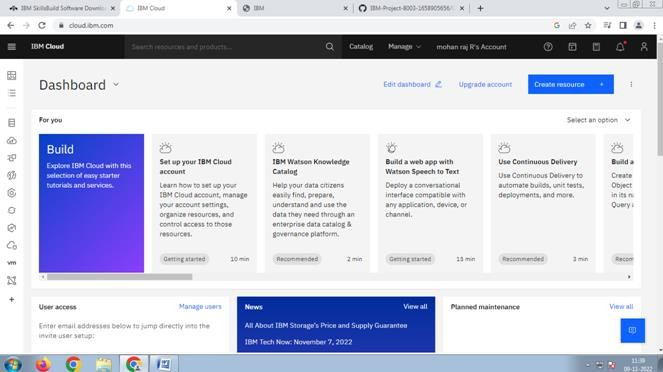 IBM SkillsBuild Software Downlo
IBM Cloud
IBM
IBM-Project-8003-1658905656/
cloud.ibm.com
IBM Cloud
Search resources and products...
Catalog
Manage
mohan raj R's Account
Dashboard
Edit dashboard
Upgrade account
Create resource +
For you
Select an option
Build
Explore IBM Cloud with this
selection of easy starter
tutorials and services.
Set up your IBM Cloud
account
Learn how to set up your
IBM Cloud account, manage
your account settings,
organize resources, and
control access to those
resources.
Getting started 10 min
IBM Watson Knowledge
Catalog
Help your data citizens
easily find, prepare,
understand and use the
data they need through an
enterprise data catalog &
governance platform.
Recommended 2 min
Build a web app with
Watson Speech to Text
Deploy a conversational
interface compatible with
any application, device, or
channel.
Getting started 15 min
Use Continuous Delivery
Use Continuous Delivery to
automate builds, unit tests,
deployments, and more.
Recommended 3 min
Build a
Create
Object
in its na
Query a
Recom
vm
User access
Manage users
Enter email addresses below to jump directly into the
invite user setup:
News
View all
All About IBM Storage's Price and Supply Guarantee
IBM Tech Now: November 7, 2022
Planned maintenance
View all
11:39
09-11-2022